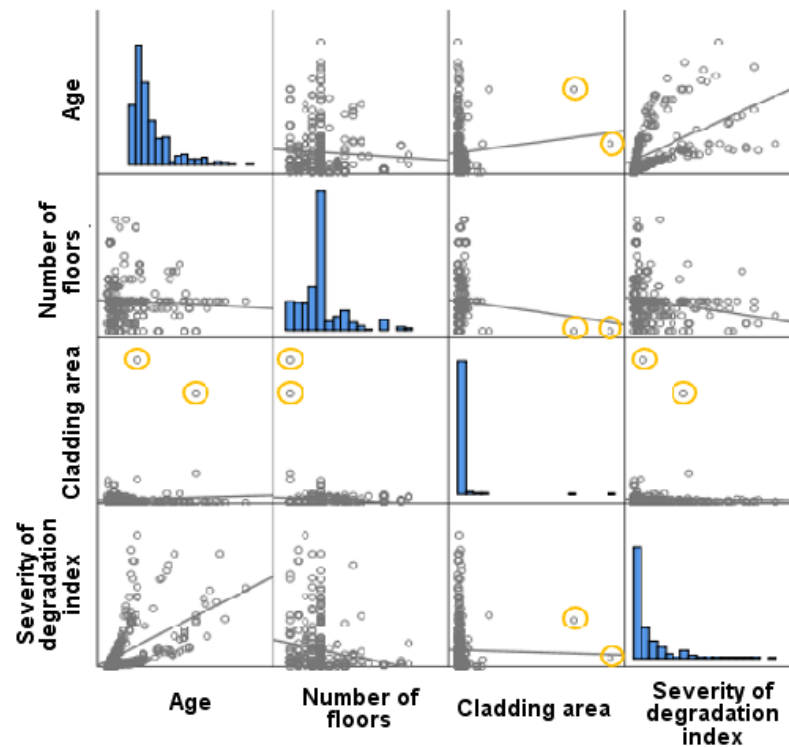 Age
Number of
floors
Cladding area
Severity of
degradation
index
Age
Number of
floors
Cladding area
Severity of
degradation
index